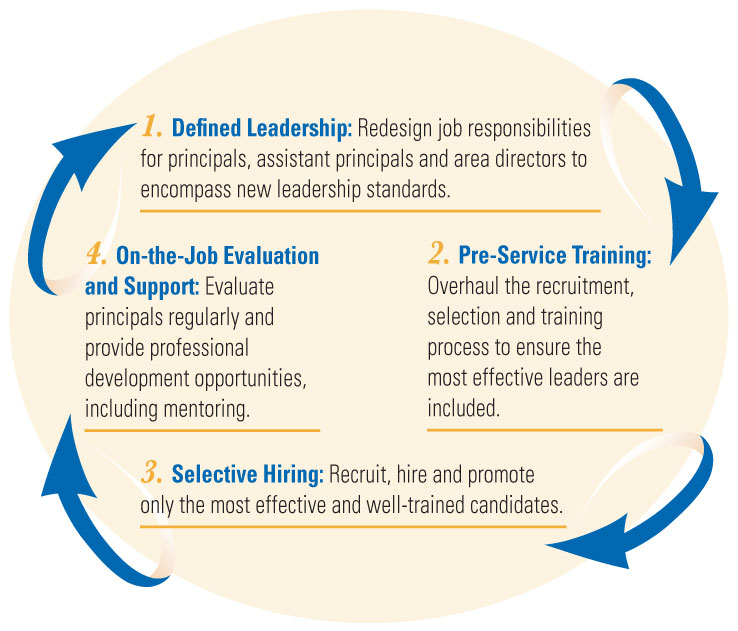 1. Defined Leadership: Redesign job responsibilities
for principals, assistant principals and area directors to
encompass new leadership standards.
2. Pre-Service Training:
Overhaul the recruitment,
selection and training
process to ensure the
most effective leaders are
included.
3. Selective Hiring: Recruit, hire and promote
only the most effective and well-trained candidates.
4. On-the-Job Evaluation
and Support: Evaluate
principals regularly and
provide professional
development opportunities,
including mentoring.